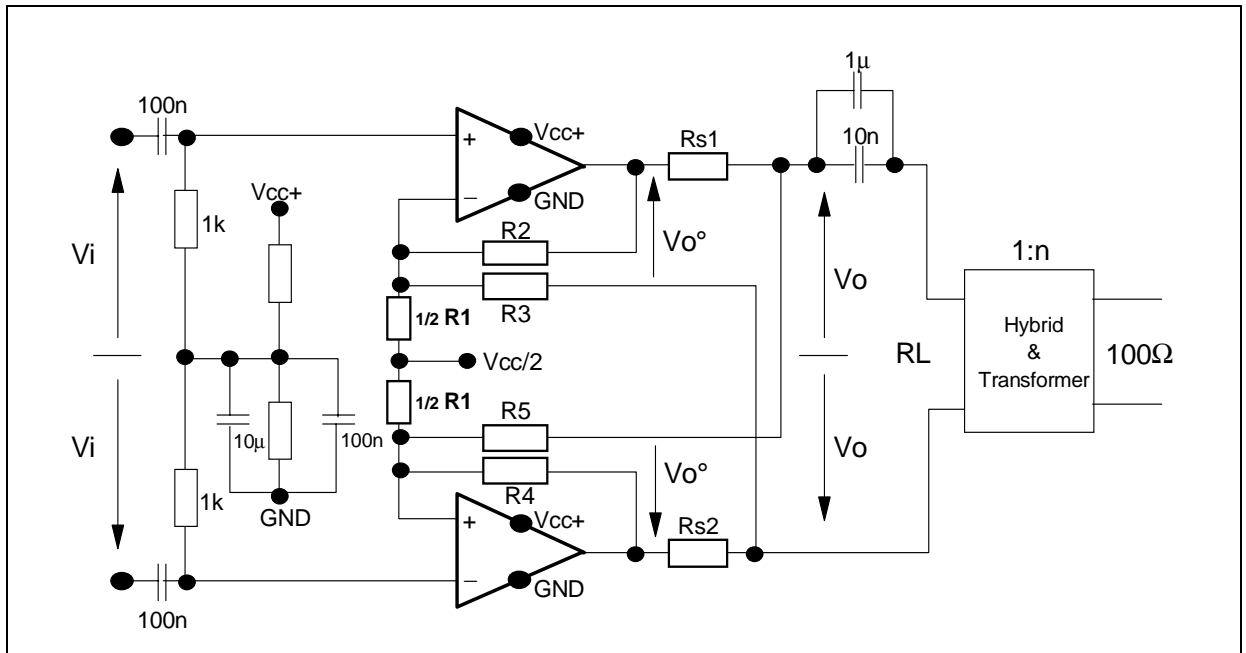 1µ
100n
Vcc+
Rs1
10n
+
GND
−
Vcc+
1k
R2
Vo°
1:n
Vi
Vo
R3
1/2 R1
Hybrid
&
Transformer
Vcc/2
RL
100Ω
1/2 R1
R5
Vi
10µ
100n
Vo°
Vo
R4
1k
GND
Vcc+
Rs2
+
GND
−
100n